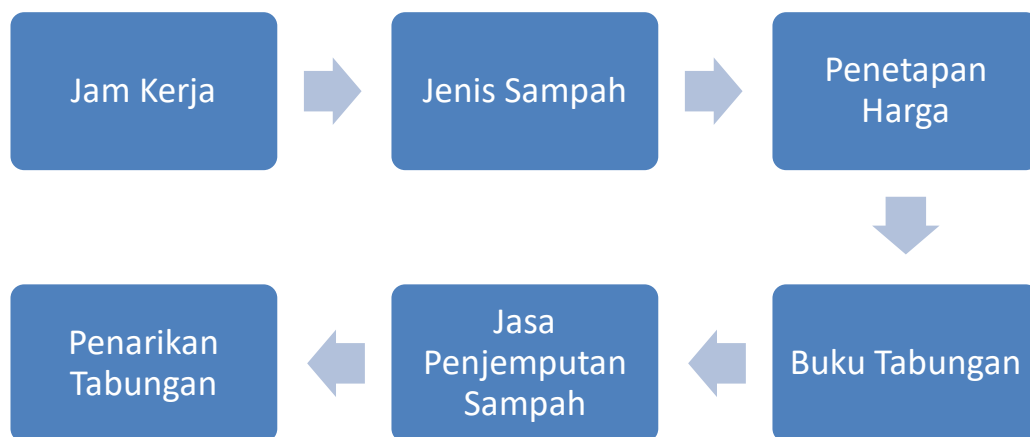 Jam Kerja
Jenis Sampah
Penetapan
Harga
Buku Tabungan
Jasa
Penjemputan
Sampah
Penarikan
Tabungan